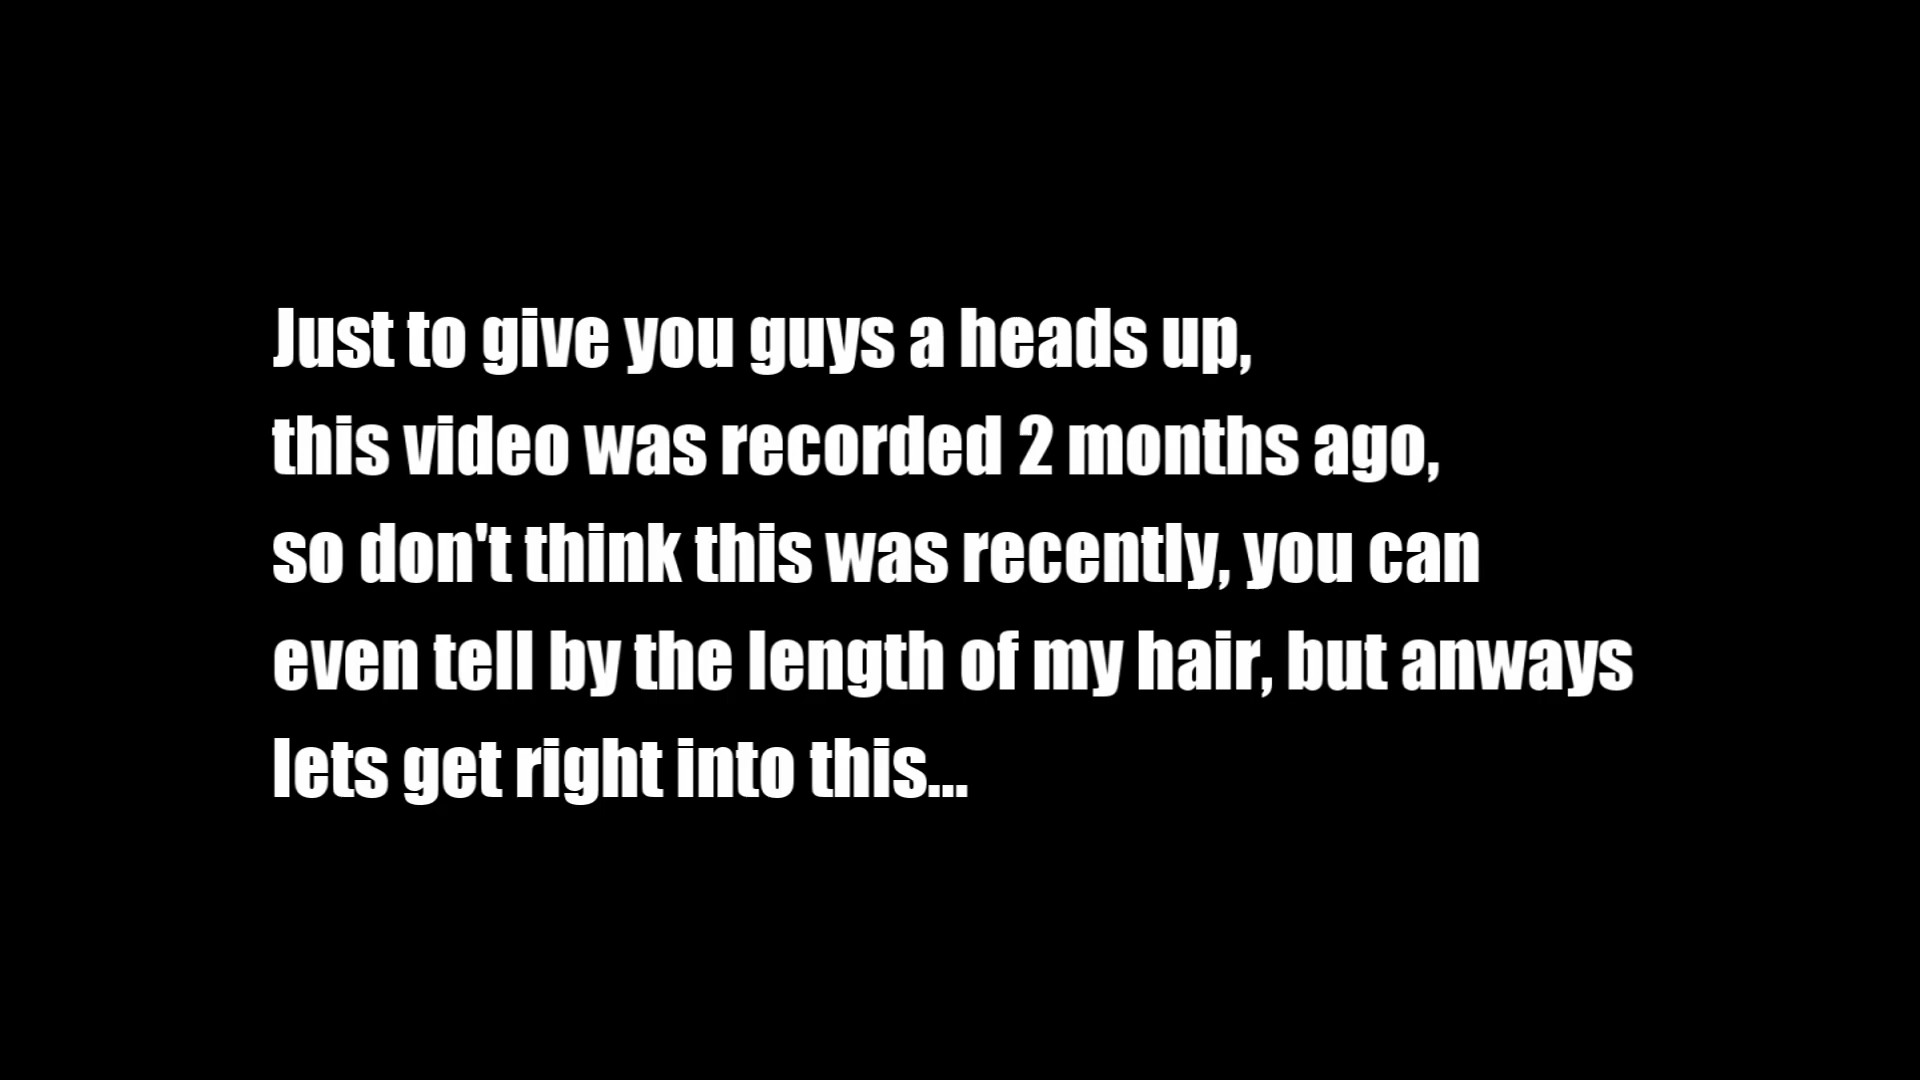 Just to give you guys a heads up,
this video was recorded 2 months ago,
so don't think this was recently, you can
even tell by the length of my hair, but anways
lets get right into this...